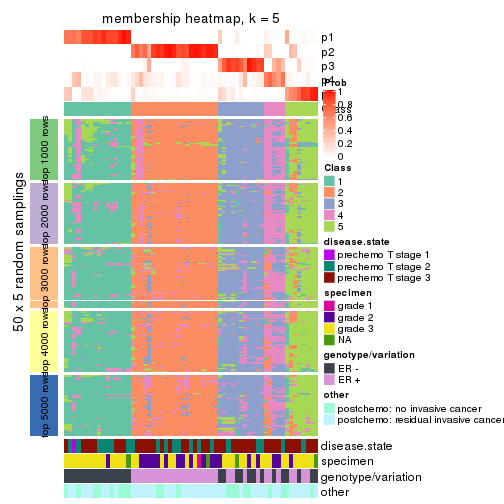 membership heatmap, k = 5
p1
p2
p3
p4
Prob
1
0.8
0.6
0.4
0.2
0
Class
1
2
3
4
5
disease.state
prechemo T stage 1
prechemo T stage 2
prechemo T stage 3
specimen
grade 1
grade 2
grade 3
NA
genotype/variation
ER -
ER +
other
postchemo: no invasive cancer
postchemo: residual invasive cancer
50 x 5 random samplings
top 1000 rows
top 2000 rows
top 3000 rows
top 4000 rows
top 5000 rows
disease.state
specimen
genotype/variation
other